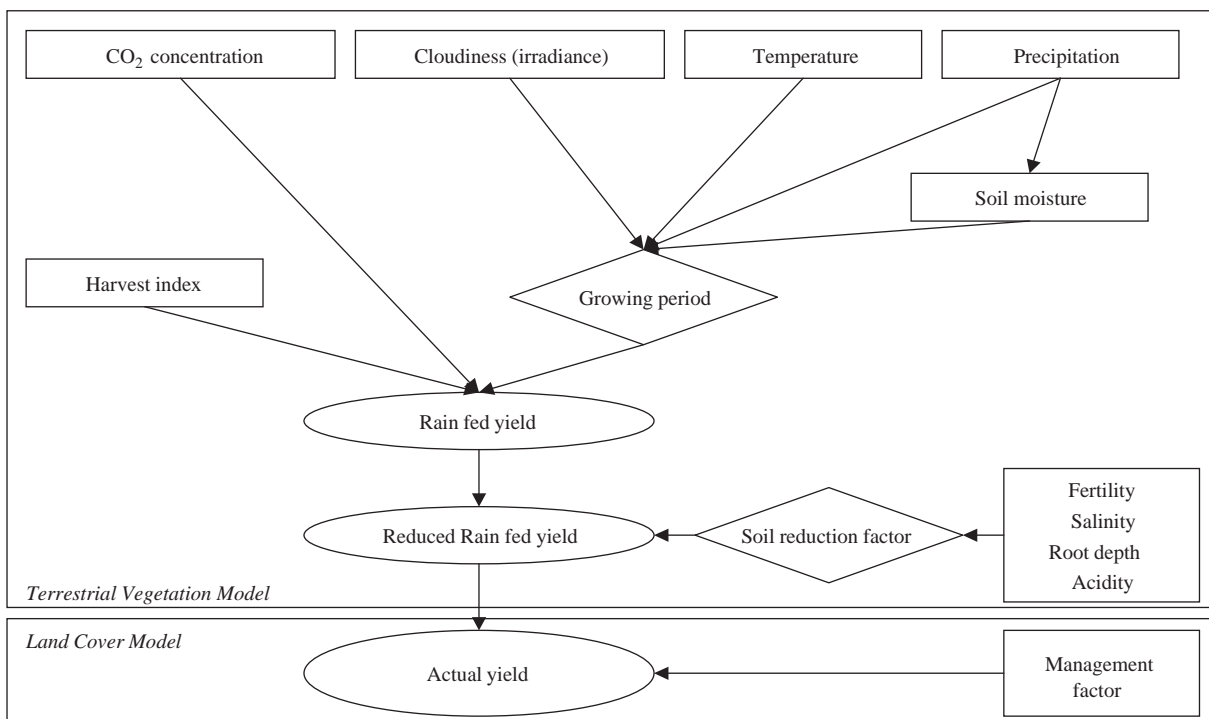 CO₂ concentration
Cloudiness (irradiance)
Temperature
Precipitation
Soil moisture
Harvest index
Growing period
Rain fed yield
Fertility
Salinity
Root depth
Acidity
Soil reduction factor
Reduced Rain fed yield
Terrestrial Vegetation Model
Land Cover Model
Actual yield
Management
factor